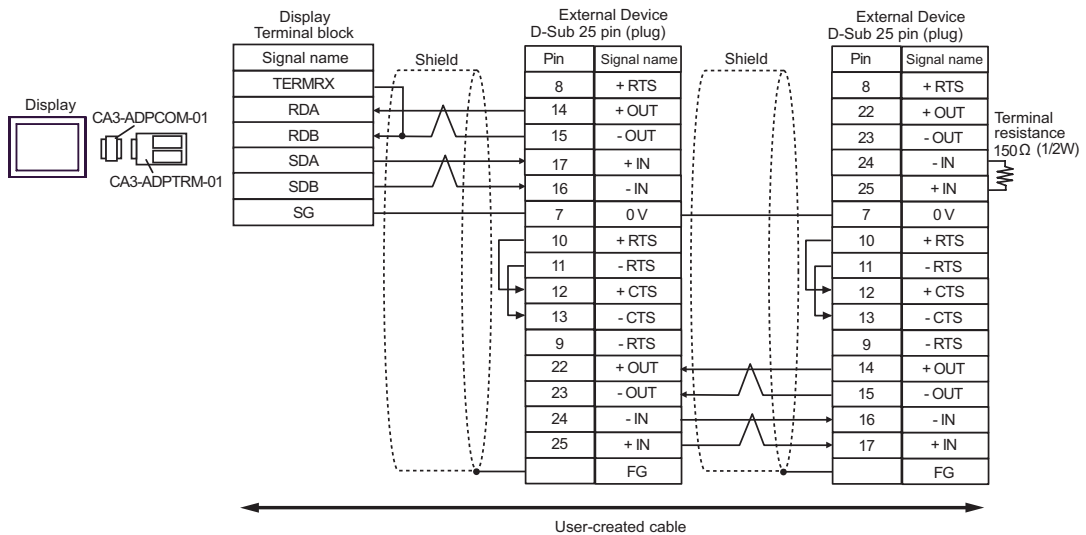 Display
CA3-ADPCOM-01
CA3-ADPTRM-01
Display
Terminal block
Signal name
TERMRX
RDA
RDB
SDA
SDB
SG
Shield
External Device
D-Sub 25 pin (plug)
Pin Signal name
8 + RTS
14 + OUT
15 - OUT
17 + IN
16 - IN
7 0 V
10 + RTS
11 - RTS
12 + CTS
13 - CTS
9 - RTS
22 + OUT
23 - OUT
24 - IN
25 + IN
FG
Shield
External Device
D-Sub 25 pin (plug)
Pin Signal name
8 + RTS
22 + OUT
23 - OUT
24 - IN
25 + IN
7 0 V
10 + RTS
11 - RTS
12 + CTS
13 - CTS
9 - RTS
14 + OUT
15 - OUT
16 - IN
17 + IN
FG
Terminal
resistance
150Ω (1/2W)
User-created cable